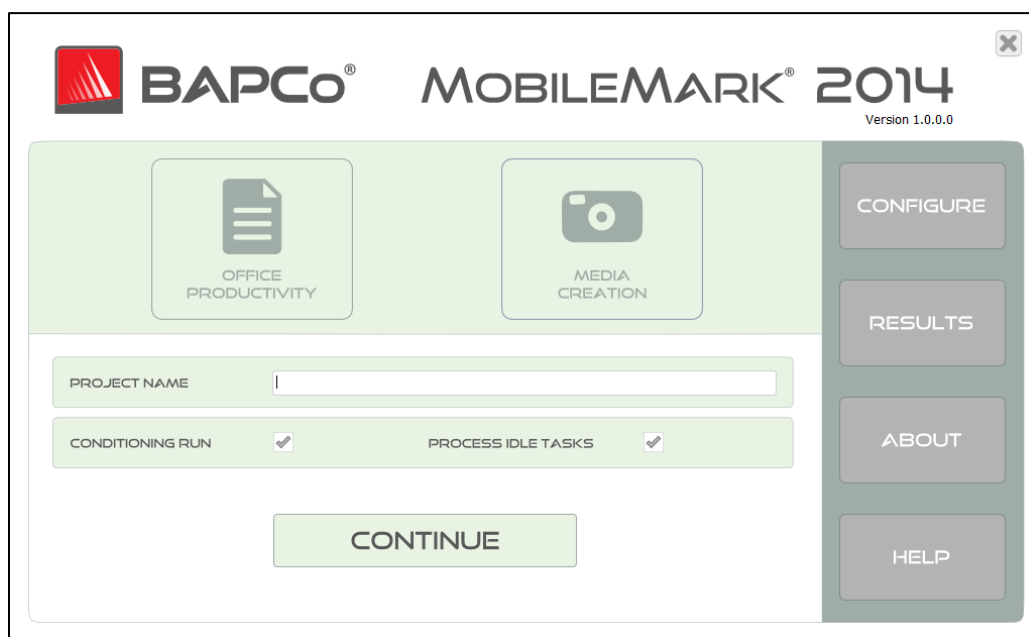 BAPCo® MOBILEMARK® 2014
Version 1.0.0.0
OFFICE
PRODUCTIVITY
MEDIA
CREATION
PROJECT NAME
CONDITIONING RUN PROCESS IDLE TASKS
CONTINUE
CONFIGURE
RESULTS
ABOUT
HELP